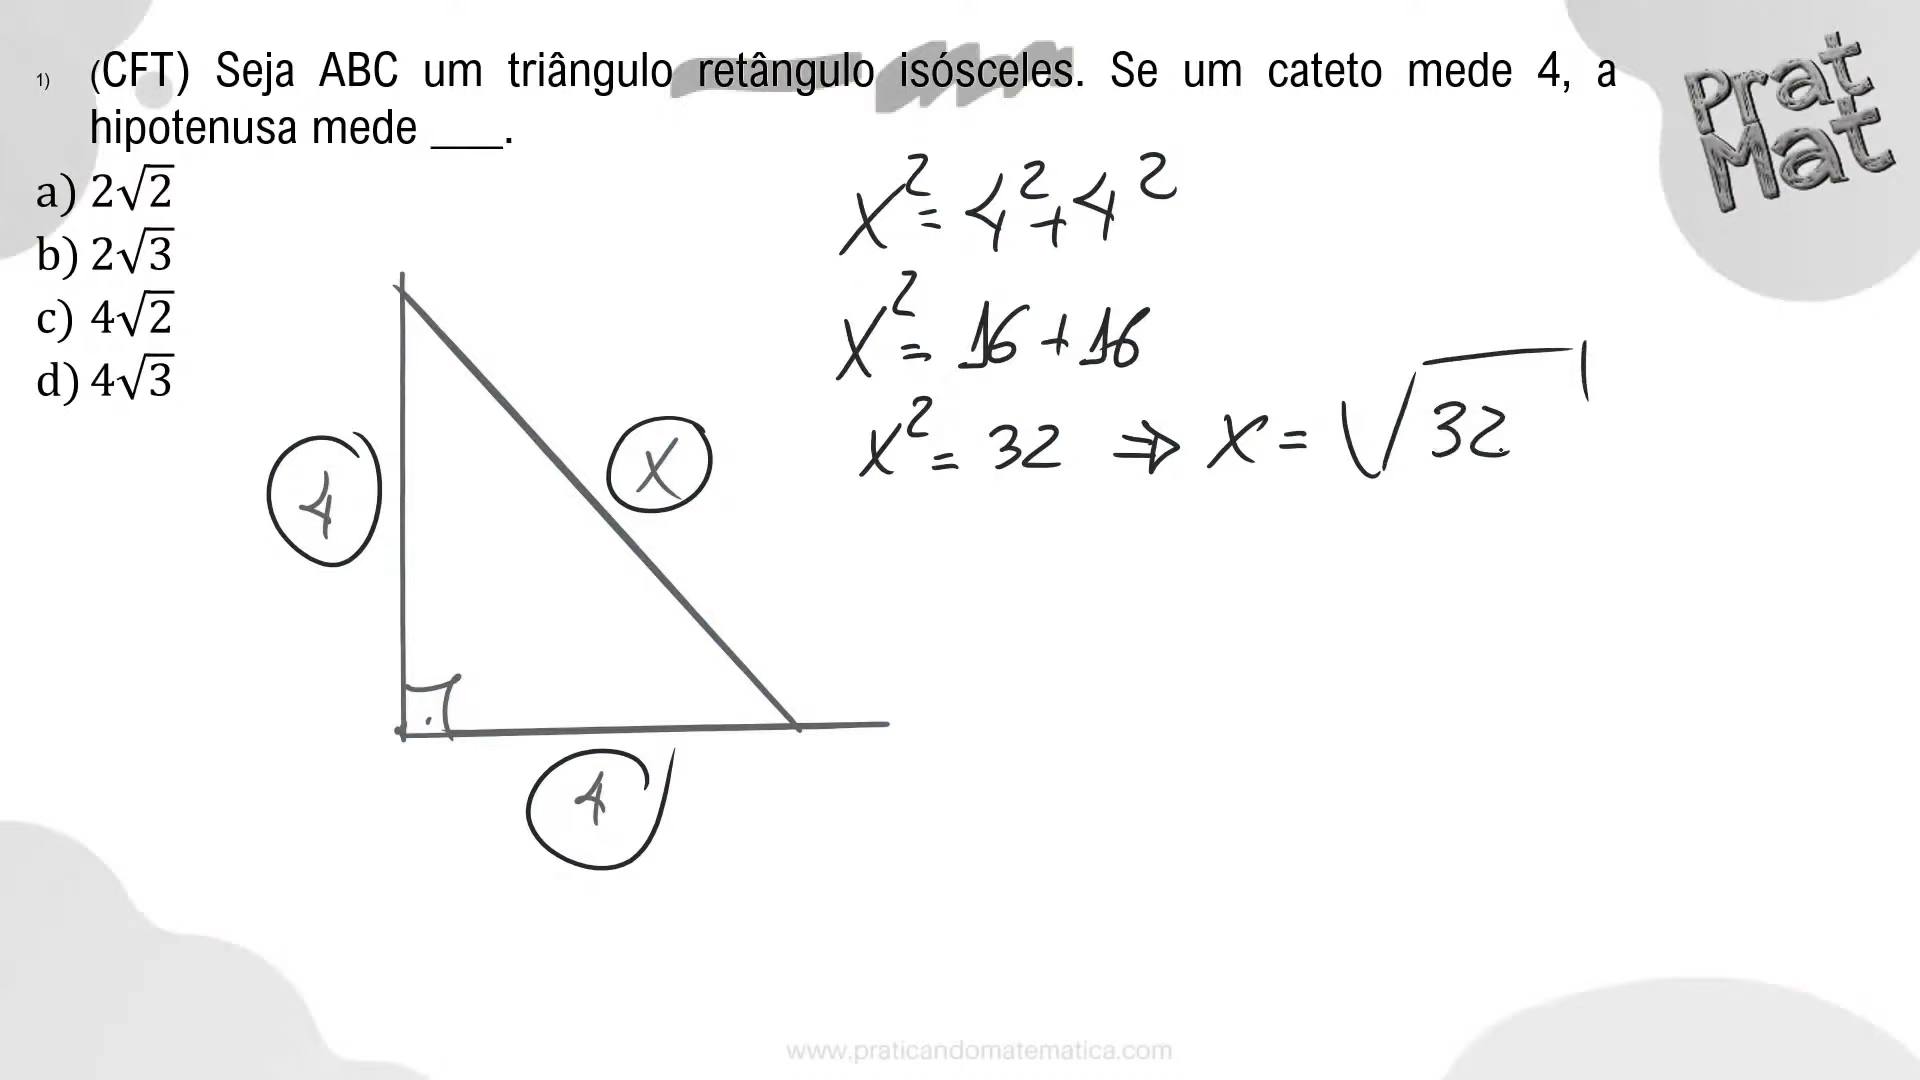 1) (CFT) Seja ABC um triângulo retângulo isósceles. Se um cateto mede 4, a
hipotenusa mede ___.
a) 2√2
b) 2√3
c) 4√2
d) 4√3
Prat
Mat
x² = 4² + 4²
x² = 16 + 16
x² = 32 ⇒ x = √32
4
x
4
www.praticandomatematica.com